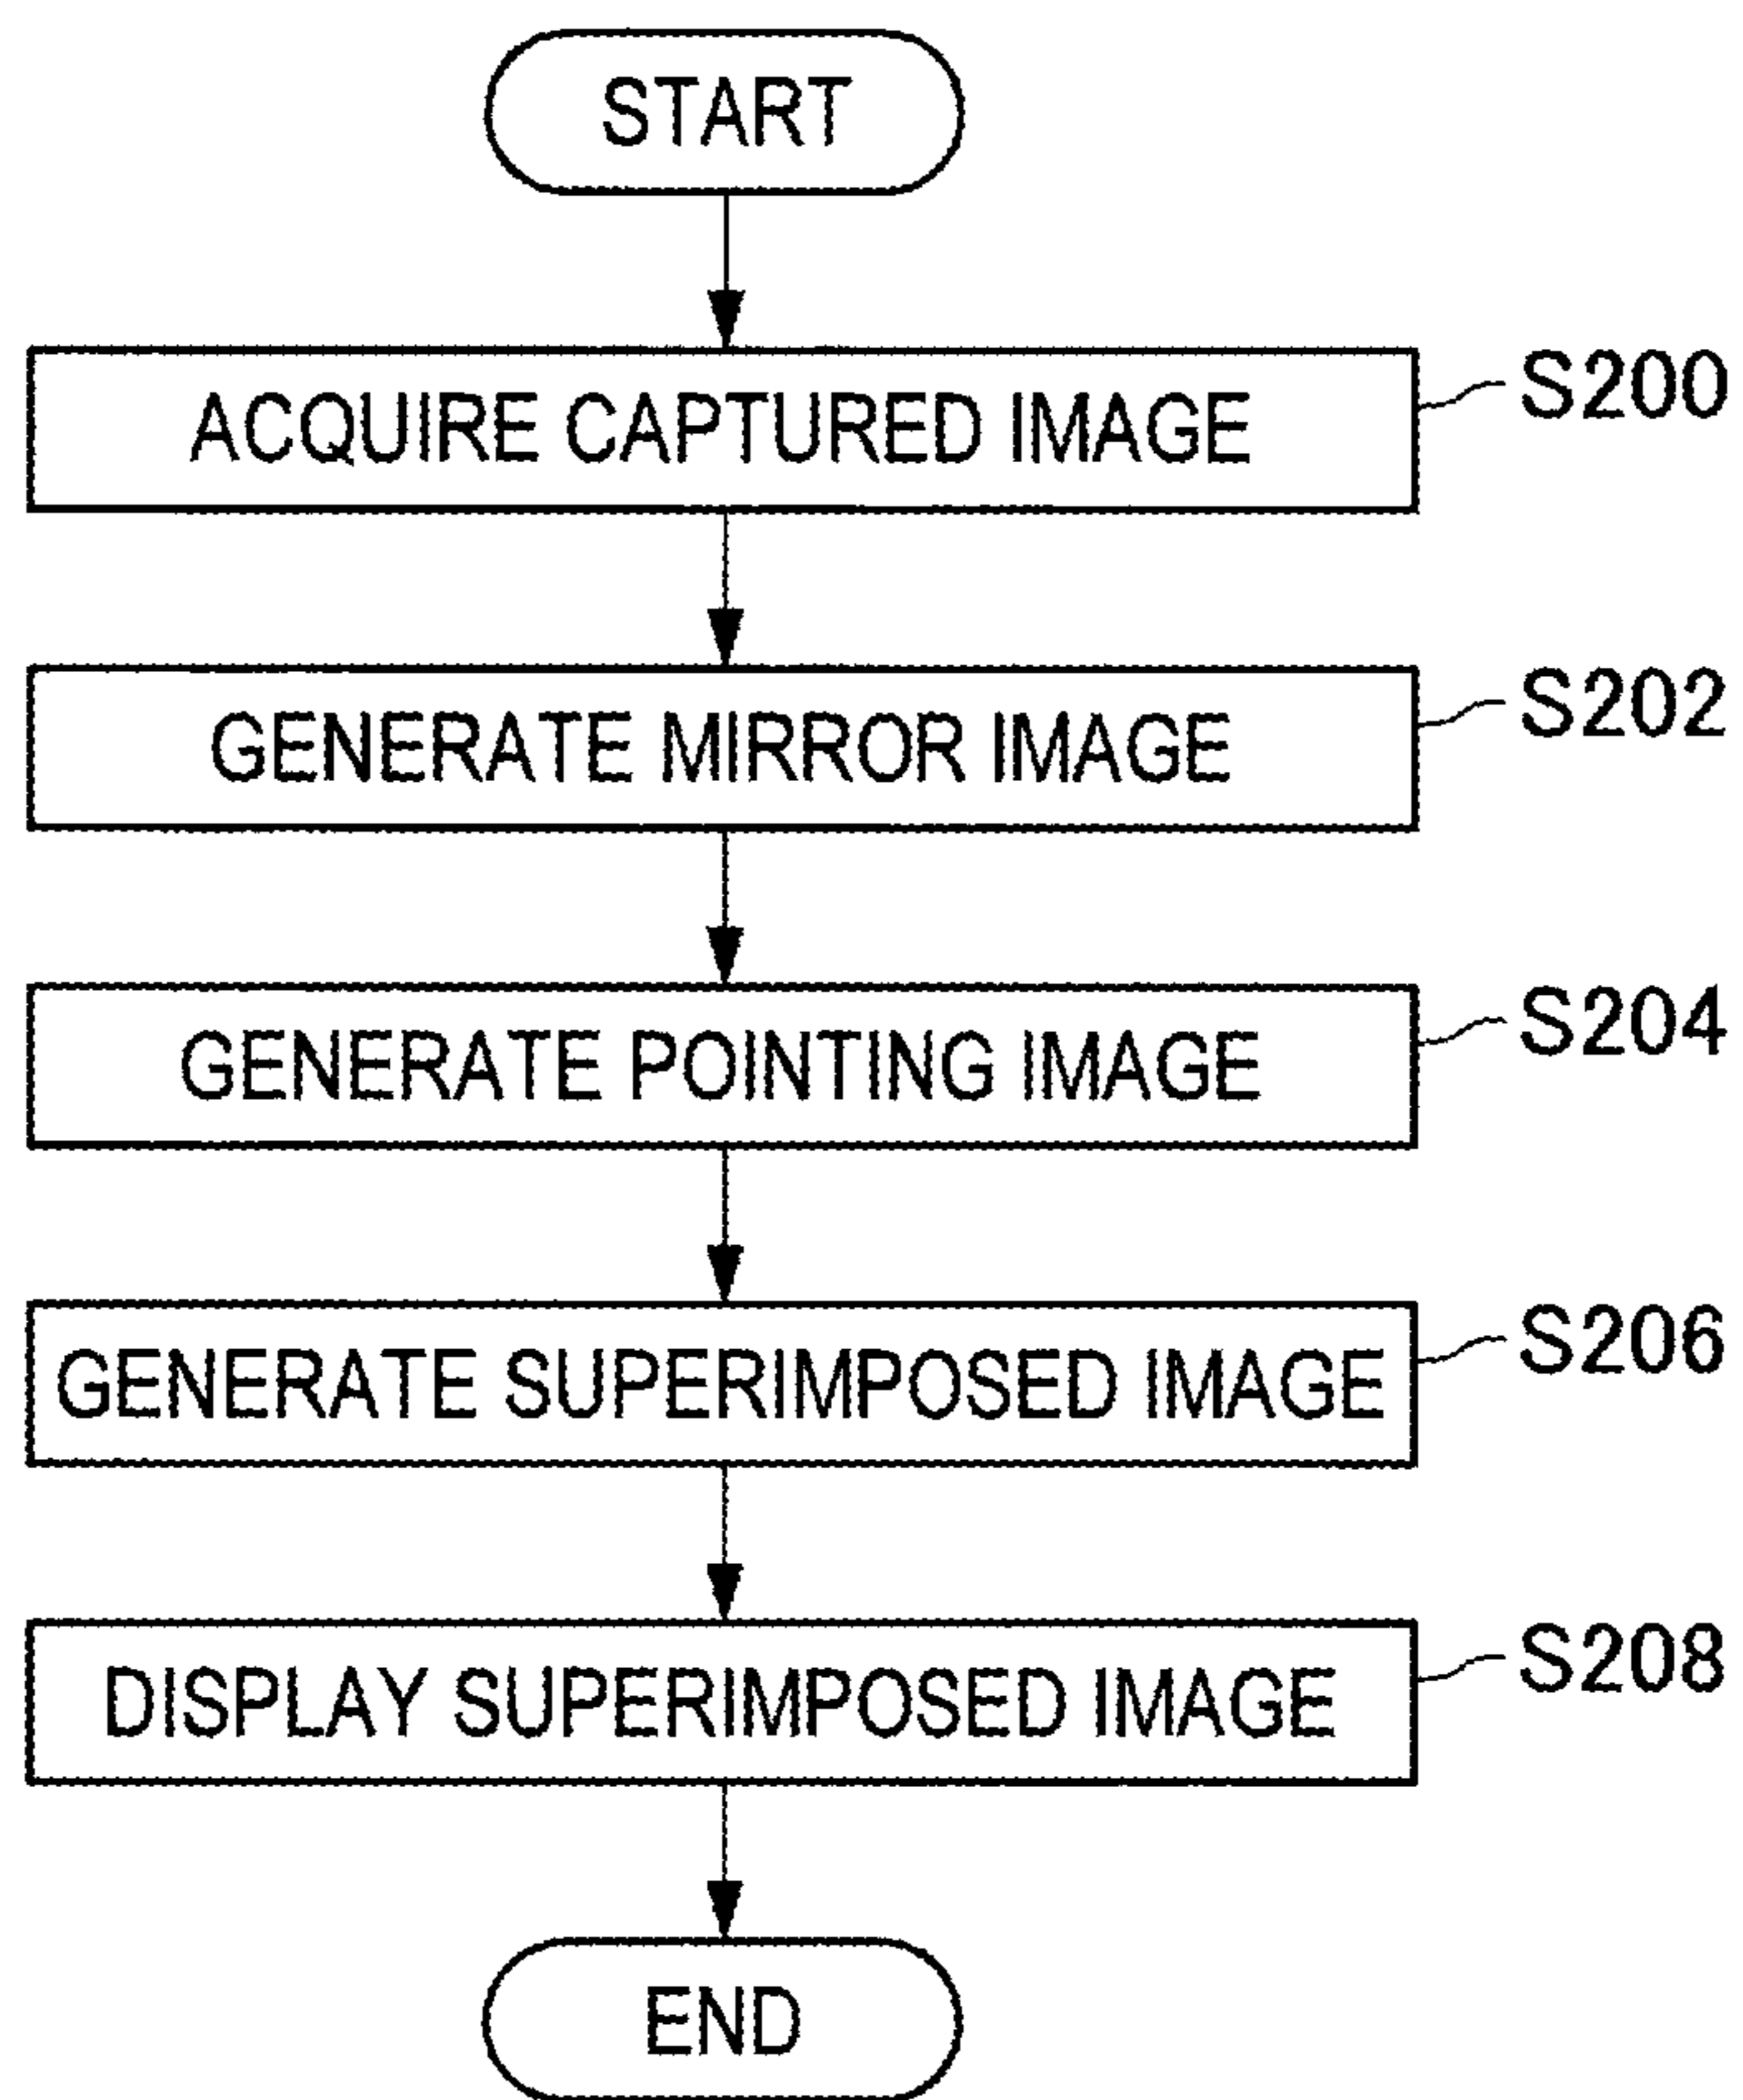 START
ACQUIRE CAPTURED IMAGE
S200
GENERATE MIRROR IMAGE
S202
GENERATE POINTING IMAGE
S204
GENERATE SUPERIMPOSED IMAGE
S206
DISPLAY SUPERIMPOSED IMAGE
S208
END